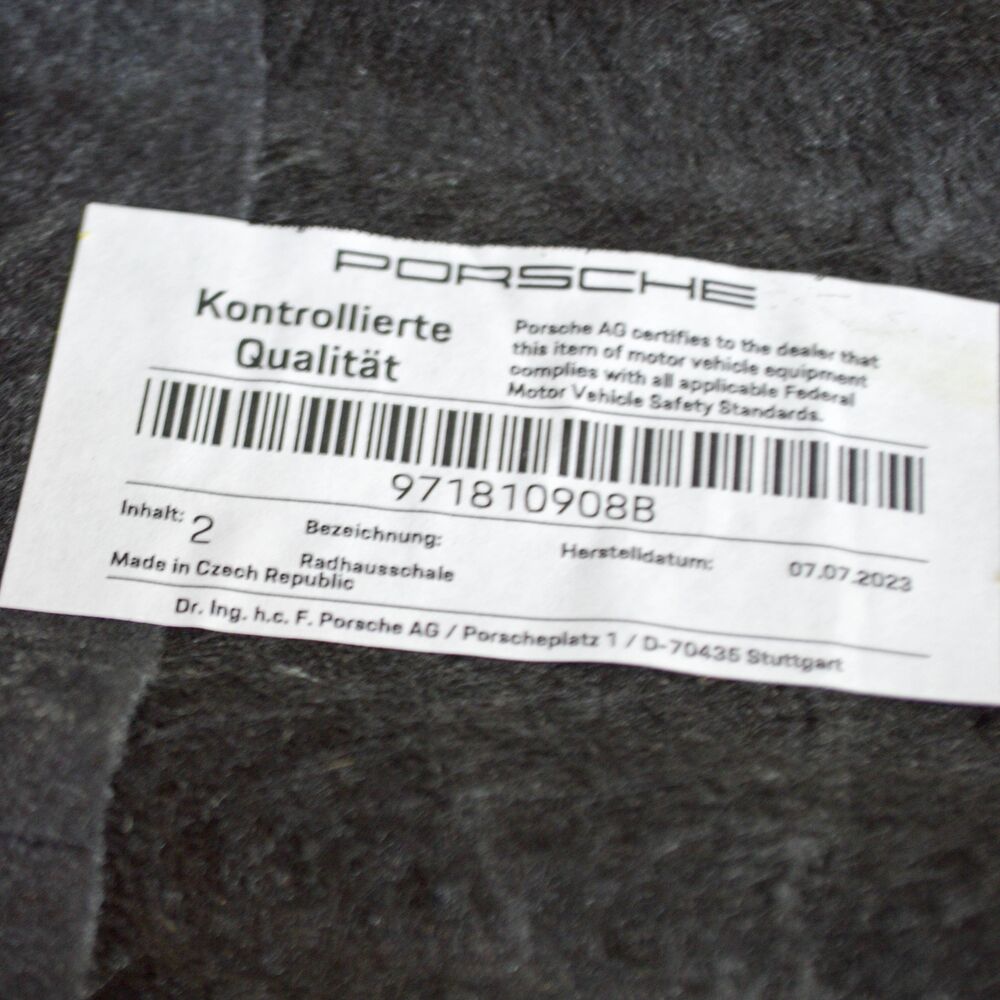 PORSCHE
Kontrollierte
Qualität
Porsche AG certifies to the dealer that
this item of motor vehicle equipment
complies with all applicable Federal
Motor Vehicle Safety Standards.
971810908B
Inhalt: 2 Bezeichnung: Herstelldatum: 07.07.2023
Radhausschale
Made in Czech Republic
Dr. Ing. h.c. F. Porsche AG / Porscheplatz 1 / D-70435 Stuttgart